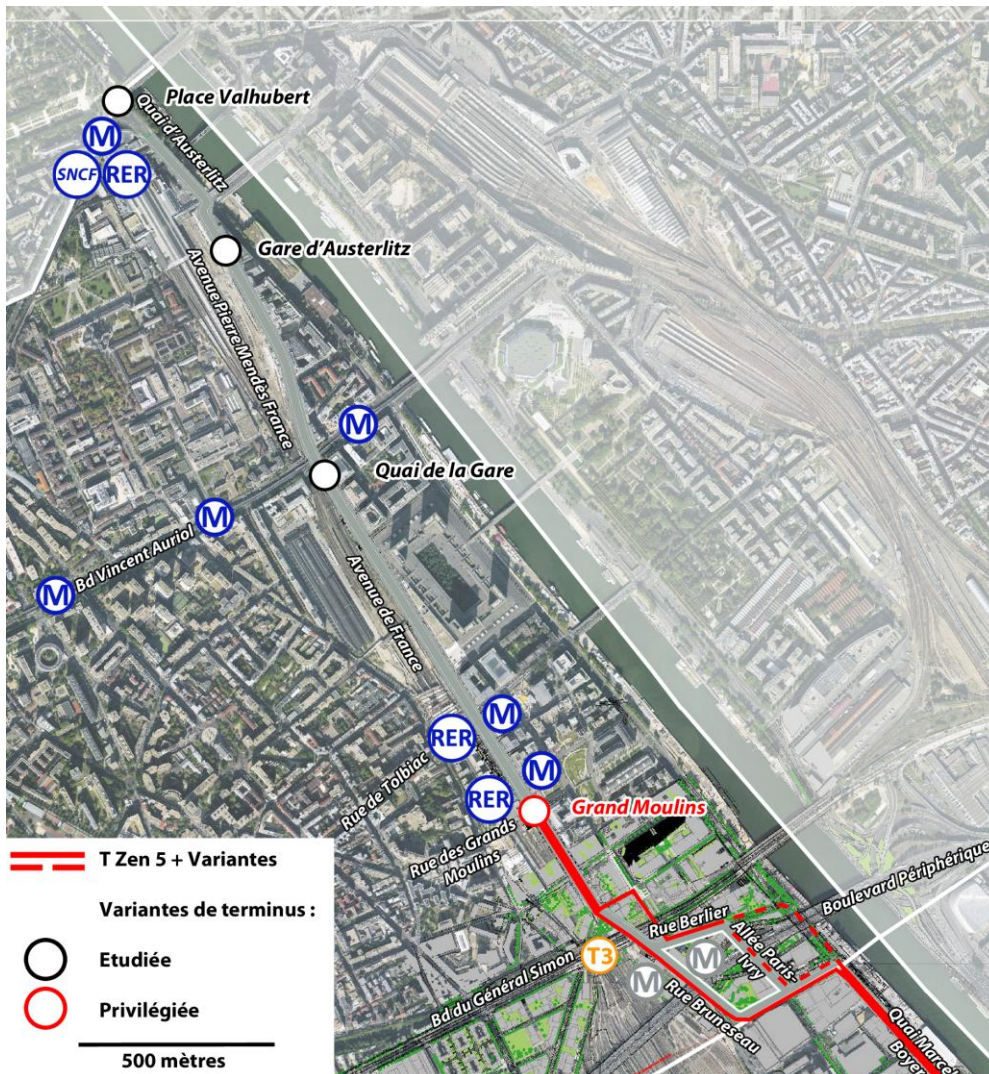 Place Valhubert
Quai d'Austerlitz
M
SNCF
RER
Gare d'Austerlitz
Avenue Pierre Mendès France
M
Quai de la Gare
M
Bd Vincent Auriol
M
Avenue de France
M
RER
Rue de Tolbiac
M
RER
Grand Moulins
Rue des Grands
Moulins
Boulevard Périphérique
Rue Berlier
Allée Paris-
Ivry
T3
M
M
Bd du Général Simon
Rue Bruneseau
Quai Marcel
Boyer
T Zen 5 + Variantes
Variantes de terminus :
Etudiée
Privilégiée
500 mètres